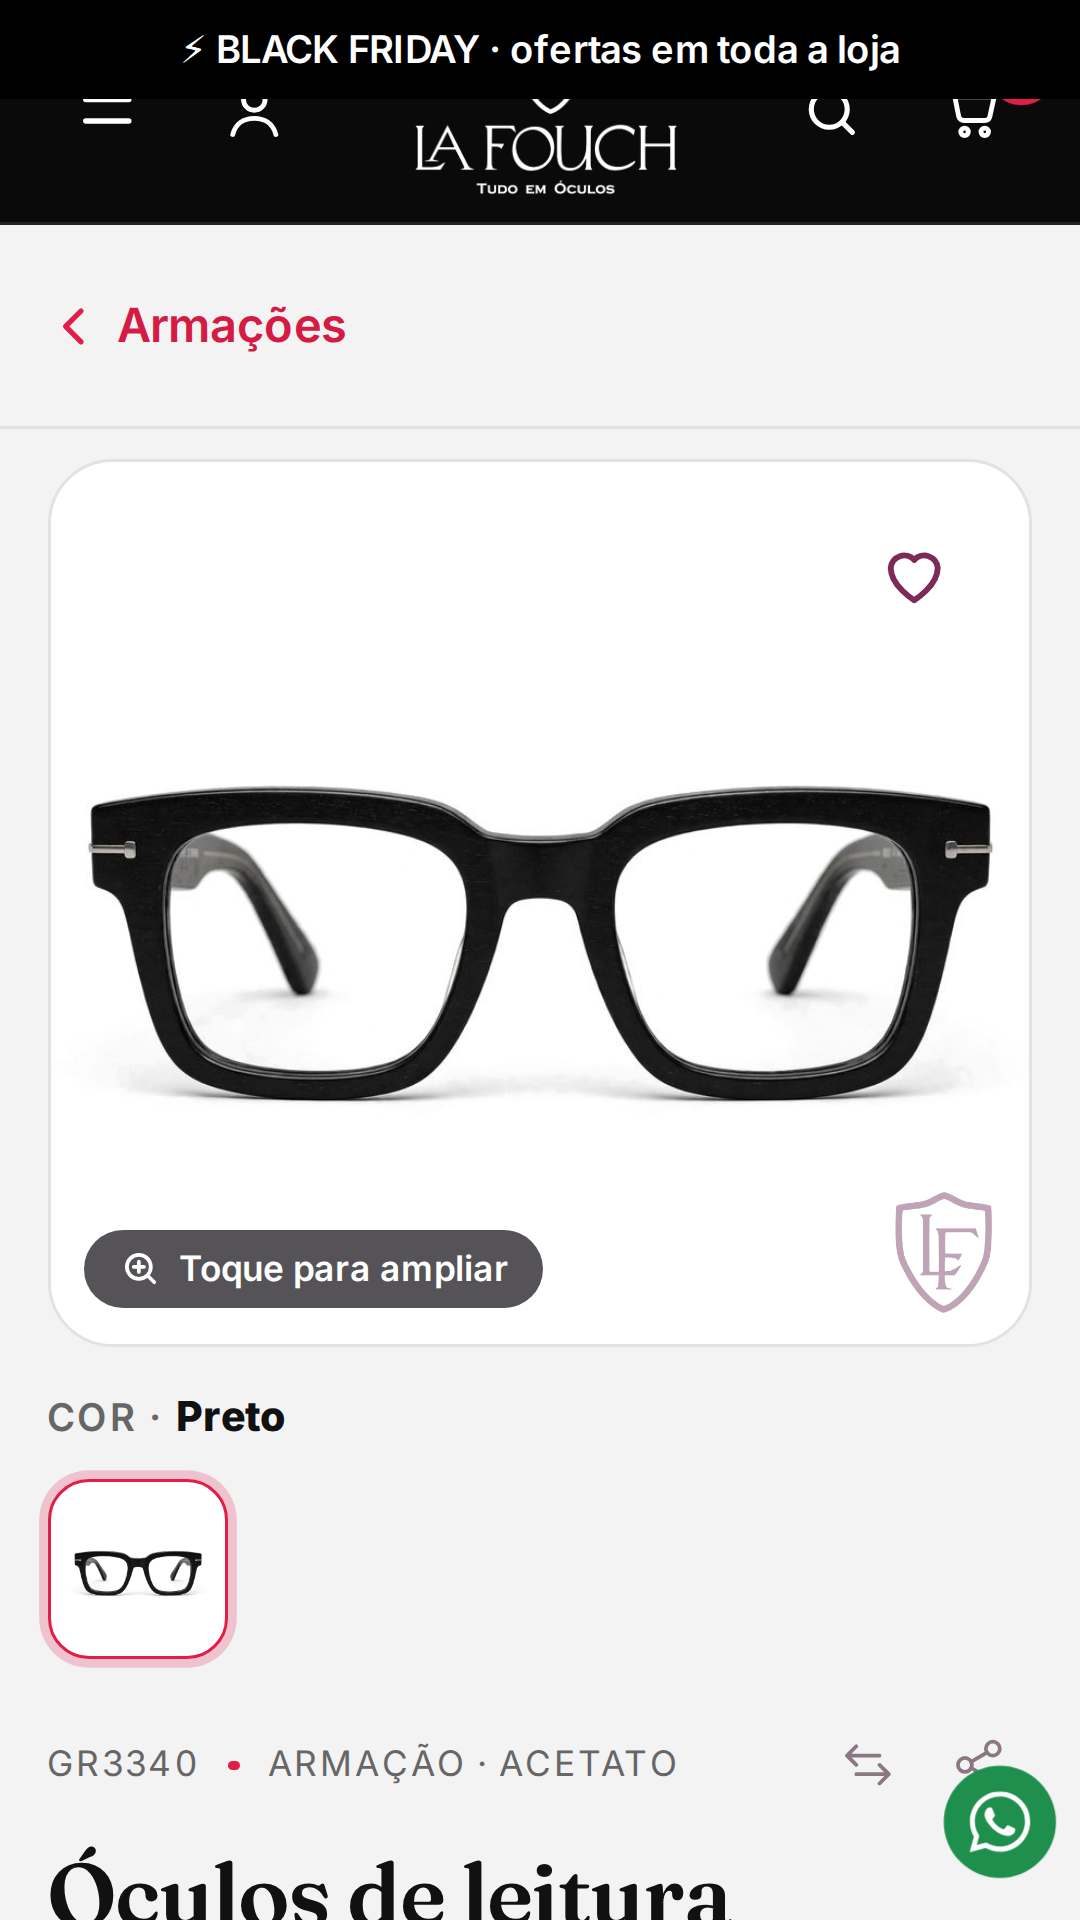 ⚡ BLACK FRIDAY · ofertas em toda a loja
LA FOUCH
TUDO EM ÓCULOS
Armações
LF
Toque para ampliar
COR · Preto
GR3340 • ARMAÇÃO · ACETATO
Óculos de leitura